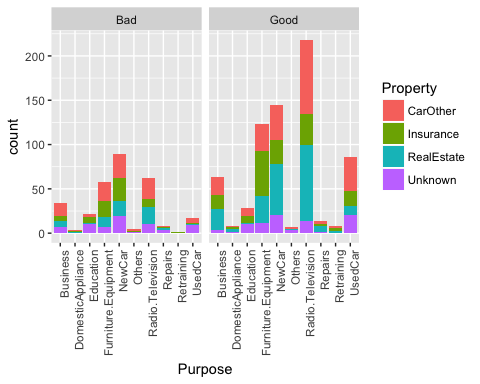 Bad
Good
count
200
150
100
50
0
Business
DomesticAppliance
Education
Furniture.Equipment
NewCar
Others
Radio.Television
Repairs
Retraining
UsedCar
Business
DomesticAppliance
Education
Furniture.Equipment
NewCar
Others
Radio.Television
Repairs
Retraining
UsedCar
Purpose
Property
CarOther
Insurance
RealEstate
Unknown